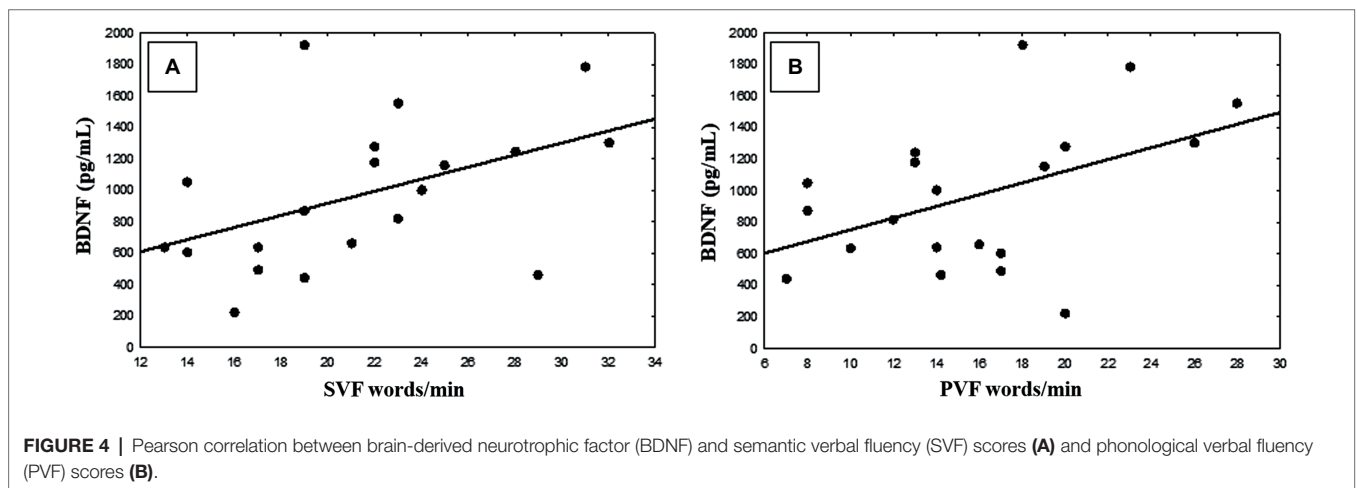 A
BDNF (pg/mL)
2000
1800
1600
1400
1200
1000
800
600
400
200
0
12 14 16 18 20 22 24 26 28 30 32 34
SVF words/min
B
BDNF (pg/mL)
2000
1800
1600
1400
1200
1000
800
600
400
200
0
6 8 10 12 14 16 18 20 22 24 26 28 30
PVF words/min
FIGURE 4 | Pearson correlation between brain-derived neurotrophic factor (BDNF) and semantic verbal fluency (SVF) scores (A) and phonological verbal fluency
(PVF) scores (B).